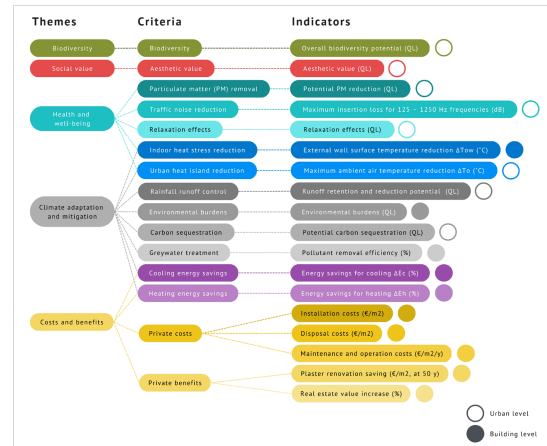 Themes Criteria Indicators
Biodiversity Biodiversity Overall biodiversity potential (QL)
Social value Aesthetic value Aesthetic value (QL)
Particulate matter (PM) removal Potential PM reduction (QL)
Health and
well-being
Traffic noise reduction Maximum insertion loss for 125 – 1250 Hz frequencies (dB)
Relaxation effects Relaxation effects (QL)
Indoor heat stress reduction External wall surface temperature reduction ΔTow (°C)
Urban heat island reduction Maximum ambient air temperature reduction ΔTo (°C)
Rainfall runoff control Runoff retention and reduction potential (QL)
Climate adaptation
and mitigation
Environmental burdens Environmental burdens (QL)
Carbon sequestration Potential carbon sequestration (QL)
Greywater treatment Pollutant removal efficiency (%)
Cooling energy savings Energy savings for cooling ΔEc (%)
Heating energy savings Energy savings for heating ΔEh (%)
Installation costs (€/m2)
Costs and benefits
Private costs Disposal costs (€/m2)
Maintenance and operation costs (€/m2/y)
Plaster renovation saving (€/m2, at 50 y)
Private benefits
Real estate value increase (%)
Urban level
Building level